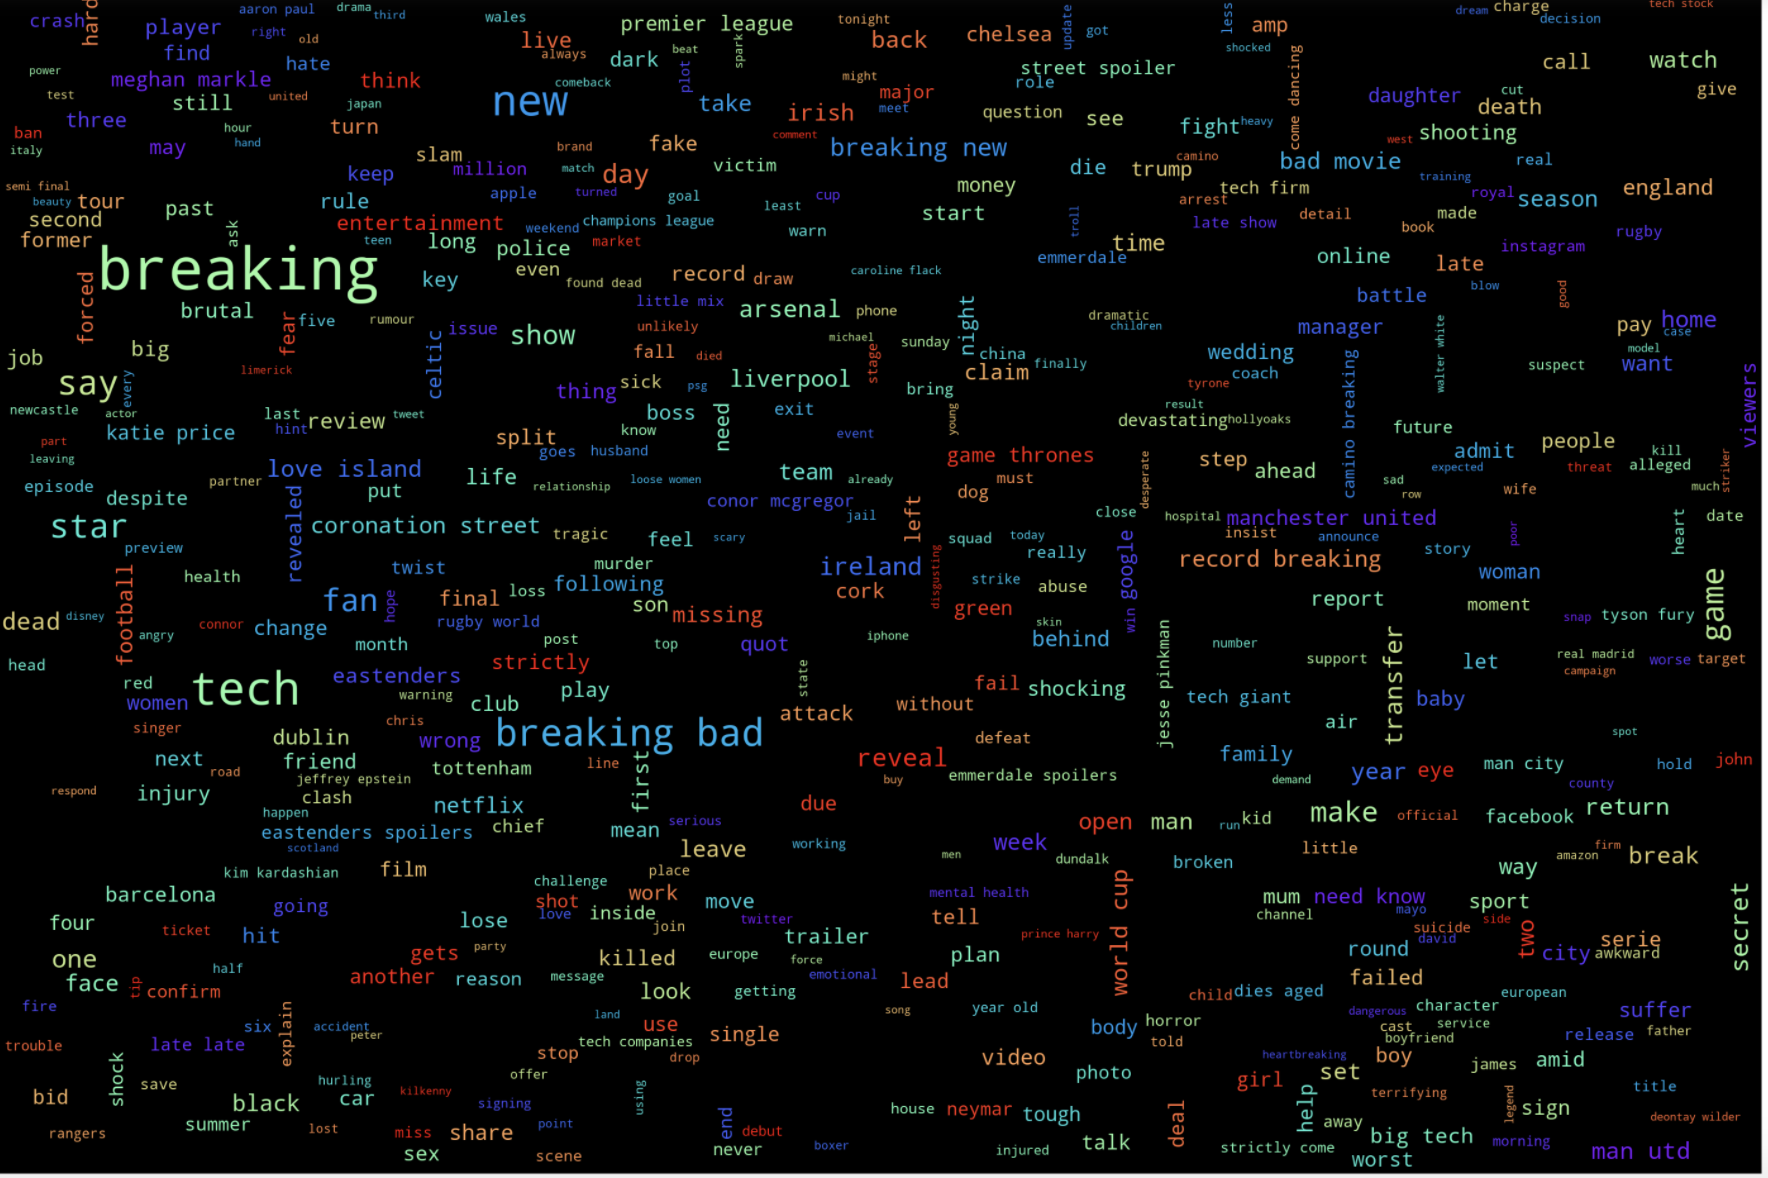 crash
hard
player
find
aaron paul
drama
third
right
old
hate
wales
live
always
premier league
beat
spark
tonight
back
chelsea
update
got
less
amp
shocked
dream
charge
decision
tech stock
power
meghan markle
think
comeback
dark
plot
might
street spoiler
role
come dancing
call
watch
test
still
united
japan
new
take
major
meet
irish
question
see
daughter
cut
death
give
three
hour
hand
turn
comment
fight
heavy
west
shooting
ban
italy
may
slam
brand
fake
breaking new
camino
bad movie
real
keep
million
match
day
victim
die
trump
training
semi final
beauty
tour
apple
turned
goal
cup
money
tech firm
arrest
royal
season
england
second
past
rule
least
start
troll
late show
detail
made
book
former
ask
entertainment
weekend
champions league
warn
time
instagram
rugby
teen
long
police
market
emmerdale
online
late
breaking
key
even
found dead
record
draw
caroline flack
blow
good
forced
brutal
fear
five
rumour
little mix
arsenal
phone
night
dramatic
children
battle
manager
pay
home
case
celtic
issue
show
unlikely
michael
sunday
walter white
model
job
big
limerick
fall
died
stage
china
finally
wedding
coach
suspect
want
viewers
say
every
thing
sick
psg
liverpool
bring
claim
tyrone
camino breaking
newcastle
actor
last
hint
review
tweet
boss
need
exit
young
result
devastating
hollyoaks
future
katie price
split
know
event
part
leaving
goes
husband
game thrones
step
ahead
admit
expected
people
threat
kill
alleged
striker
love island
life
team
already
must
desperate
episode
despite
partner
put
relationship
loose women
dog
sad
row
wife
much
revealed
conor mcgregor
jail
left
close
hospital
manchester united
star
coronation street
tragic
feel
scary
squad
today
google
insist
announce
poor
heart
date
preview
really
record breaking
story
football
health
twist
murder
ireland
disgusting
strike
woman
following
cork
abuse
fan
hope
final
loss
son
missing
green
report
moment
game
dead
disney
connor
change
rugby world
skin
win
snap
tyson fury
angry
month
post
top
quot
iphone
behind
jesse pinkman
number
transfer
head
strictly
state
support
let
real madrid
campaign
worse
target
red
women
tech
eastenders
warning
club
play
fail
shocking
tech giant
baby
singer
chris
attack
without
air
dublin
wrong
breaking bad
defeat
spot
next
road
friend
tottenham
line
first
reveal
family
jeffrey epstein
buy
emmerdale spoilers
demand
year
eye
man city
county
hold
john
respond
injury
clash
happen
netflix
due
make
official
facebook
return
eastenders spoilers
scotland
chief
mean
serious
working
open
man
run
kid
leave
week
men
dundalk
broken
little
amazon
firm
break
kim kardashian
film
place
way
barcelona
challenge
shot
work
mental health
world cup
mum
need know
mayo
sport
secret
going
love
inside
move
twitter
tell
channel
side
four
ticket
hit
lose
join
trailer
prince harry
suicide
david
two
serie
gets
party
killed
europe
force
plan
round
city
awkward
one
half
another
reason
message
emotional
lead
failed
face
tip
confirm
look
getting
child
dies aged
european
fire
song
year old
dangerous
character
suffer
six
accident
peter
explain
land
use
single
body
horror
cast
service
boyfriend
release
father
trouble
late late
stop
tech companies
drop
told
heartbreaking
boy
shock
video
james
amid
save
hurling
offer
photo
girl
set
title
bid
kilkenny
using
terrifying
black
car
signing
house
neymar
tough
deal
help
legend
sign
deontay wilder
rangers
summer
lost
miss
share
point
end
debut
away
big tech
morning
sex
scene
never
boxer
injured
talk
strictly come
worst
man utd